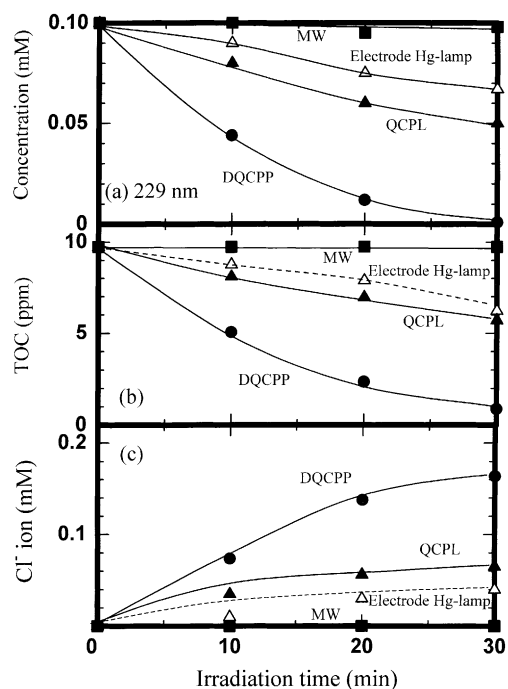 0.10
MW
Electrode Hg-lamp
Concentration (mM)
0.05
QCPL
DQCPP
(a) 229 nm
0
10
MW
Electrode Hg-lamp
TOC (ppm)
5
QCPL
DQCPP
(b)
0
0.2
(c)
DQCPP
Cl⁻ ion (mM)
0.1
QCPL
Electrode Hg-lamp
MW
0 10 20 30
Irradiation time (min)